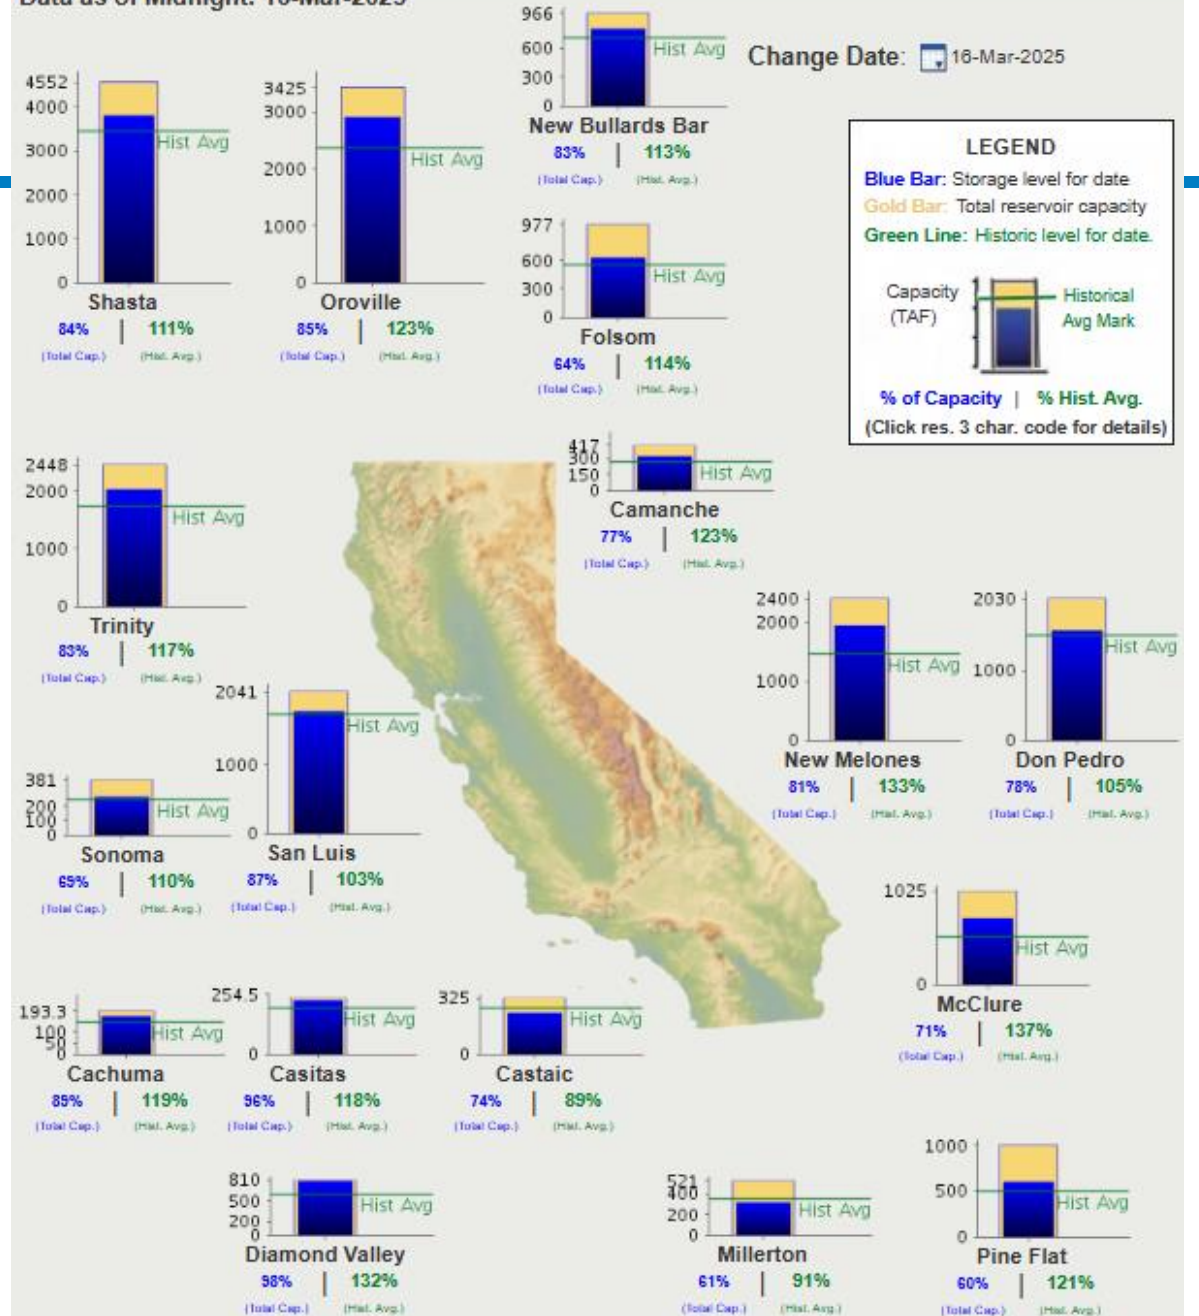 Data as of Midnight: 16-Mar-2025
Change Date: 16-Mar-2025
966
600
300
0
Hist Avg
New Bullards Bar
83% | 113%
(Total Cap.) (Hist. Avg.)
4552
4000
3000
2000
1000
0
Hist Avg
Shasta
84% | 111%
(Total Cap.) (Hist. Avg.)
3425
3000
2000
1000
0
Hist Avg
Oroville
85% | 123%
(Total Cap.) (Hist. Avg.)
977
600
300
0
Hist Avg
Folsom
64% | 114%
(Total Cap.) (Hist. Avg.)
LEGEND
Blue Bar: Storage level for date
Gold Bar: Total reservoir capacity
Green Line: Historic level for date.
Capacity
(TAF)
Historical
Avg Mark
% of Capacity | % Hist. Avg.
(Click res. 3 char. code for details)
417
300
150
0
Hist Avg
Camanche
77% | 123%
(Total Cap.) (Hist. Avg.)
2448
2000
1000
0
Hist Avg
Trinity
83% | 117%
(Total Cap.) (Hist. Avg.)
2400
2000
1000
0
Hist Avg
New Melones
81% | 133%
(Total Cap.) (Hist. Avg.)
2030
1000
0
Hist Avg
Don Pedro
78% | 105%
(Total Cap.) (Hist. Avg.)
381
200
100
0
Hist Avg
Sonoma
69% | 110%
(Total Cap.) (Hist. Avg.)
2041
1000
0
Hist Avg
San Luis
87% | 103%
(Total Cap.) (Hist. Avg.)
1025
0
Hist Avg
McClure
71% | 137%
(Total Cap.) (Hist. Avg.)
193.3
100
50
0
Hist Avg
Cachuma
89% | 119%
(Total Cap.) (Hist. Avg.)
254.5
0
Hist Avg
Casitas
96% | 118%
(Total Cap.) (Hist. Avg.)
325
0
Hist Avg
Castaic
74% | 89%
(Total Cap.) (Hist. Avg.)
810
500
200
0
Hist Avg
Diamond Valley
98% | 132%
(Total Cap.) (Hist. Avg.)
521
400
200
0
Hist Avg
Millerton
61% | 91%
(Total Cap.) (Hist. Avg.)
1000
500
0
Hist Avg
Pine Flat
60% | 121%
(Total Cap.) (Hist. Avg.)